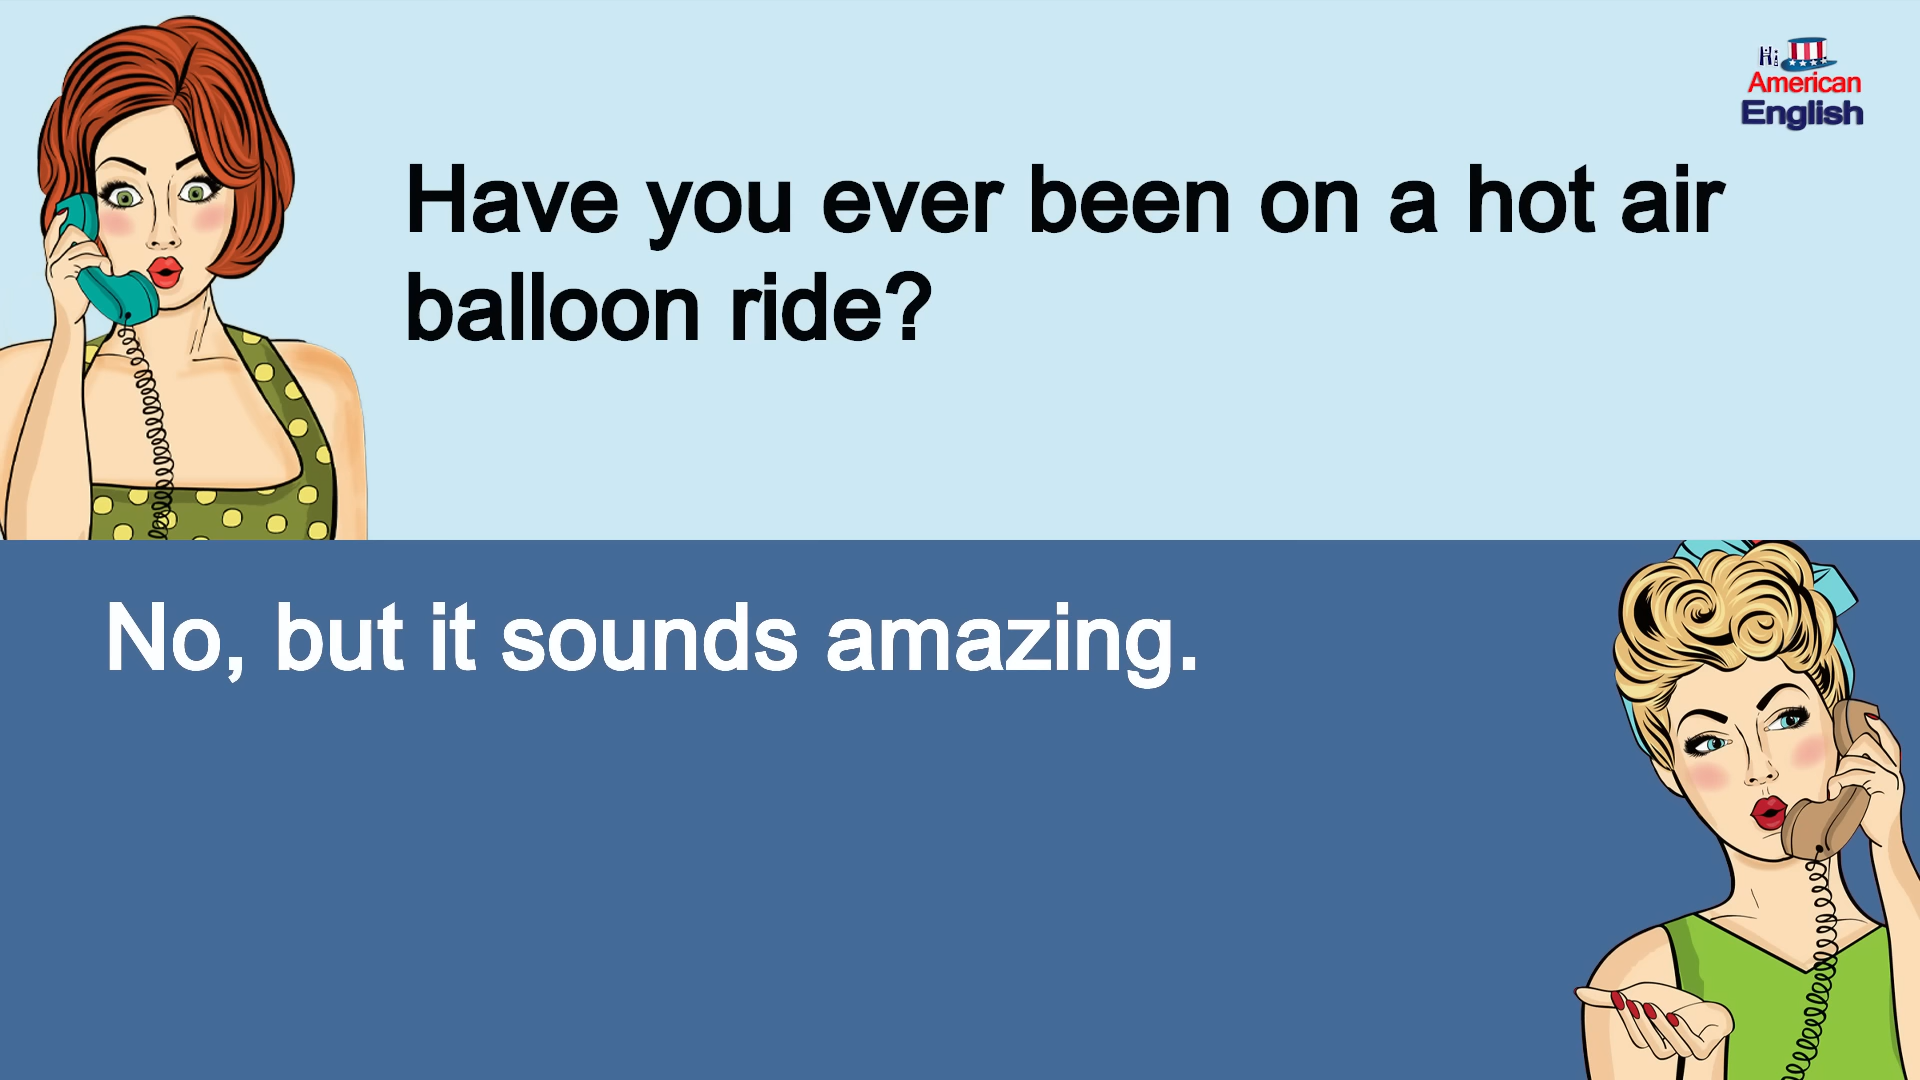 Hi
American
English
Have you ever been on a hot air
balloon ride?
No, but it sounds amazing.